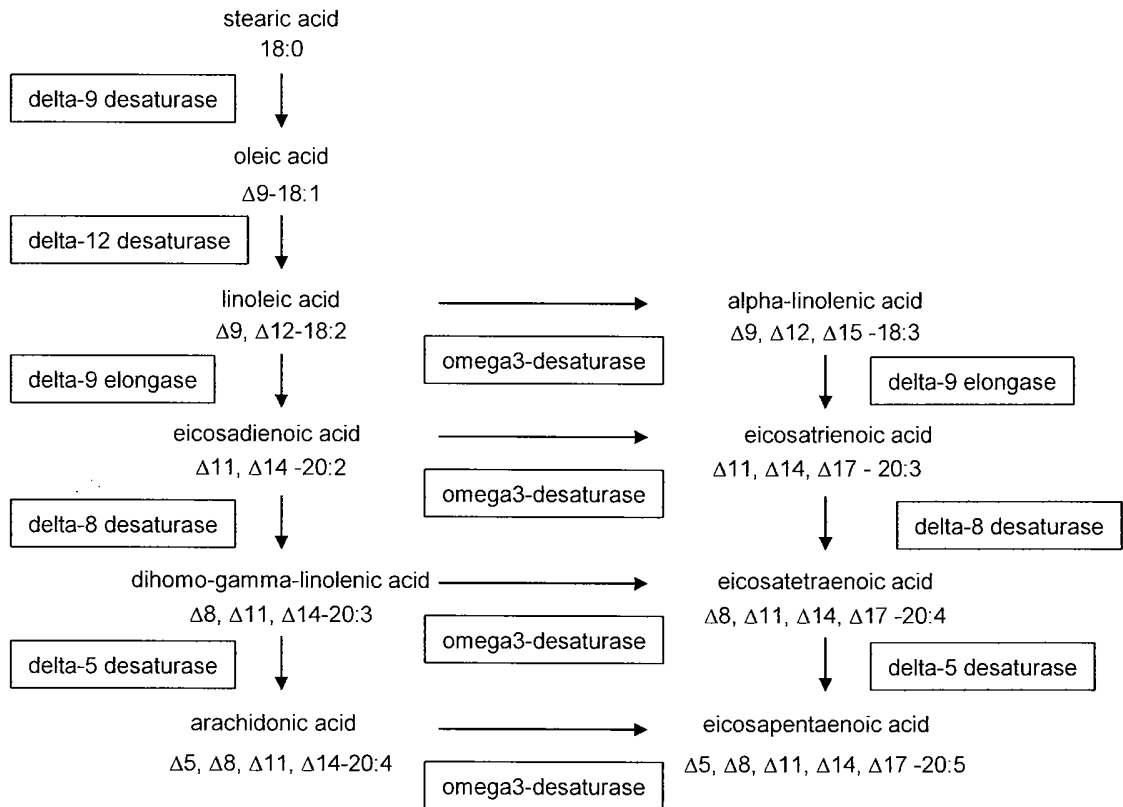 stearic acid
18:0
delta-9 desaturase
oleic acid
Δ9-18:1
delta-12 desaturase
linoleic acid
alpha-linolenic acid
Δ9, Δ12-18:2
Δ9, Δ12, Δ15 -18:3
omega3-desaturase
delta-9 elongase
delta-9 elongase
eicosadienoic acid
eicosatrienoic acid
Δ11, Δ14 -20:2
Δ11, Δ14, Δ17 - 20:3
omega3-desaturase
delta-8 desaturase
delta-8 desaturase
dihomo-gamma-linolenic acid
eicosatetraenoic acid
Δ8, Δ11, Δ14-20:3
Δ8, Δ11, Δ14, Δ17 -20:4
omega3-desaturase
delta-5 desaturase
delta-5 desaturase
arachidonic acid
eicosapentaenoic acid
Δ5, Δ8, Δ11, Δ14-20:4
Δ5, Δ8, Δ11, Δ14, Δ17 -20:5
omega3-desaturase